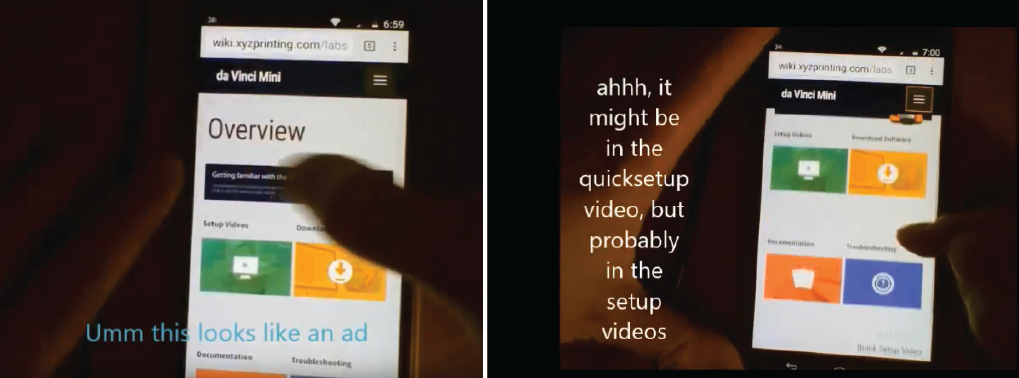 6:59
wiki.xyzprinting.com/labs
da Vinci Mini
Overview
Getting familiar with the
Setup Videos
Umm this looks like an ad
Documentation Troubleshooting
ahhh, it
might be
in the
quicksetup
video, but
probably
in the
setup
videos
7:00
wiki.xyzprinting.com/labs
da Vinci Mini
Setup Videos Download Software
Documentation Troubleshooting
Quick Setup Video